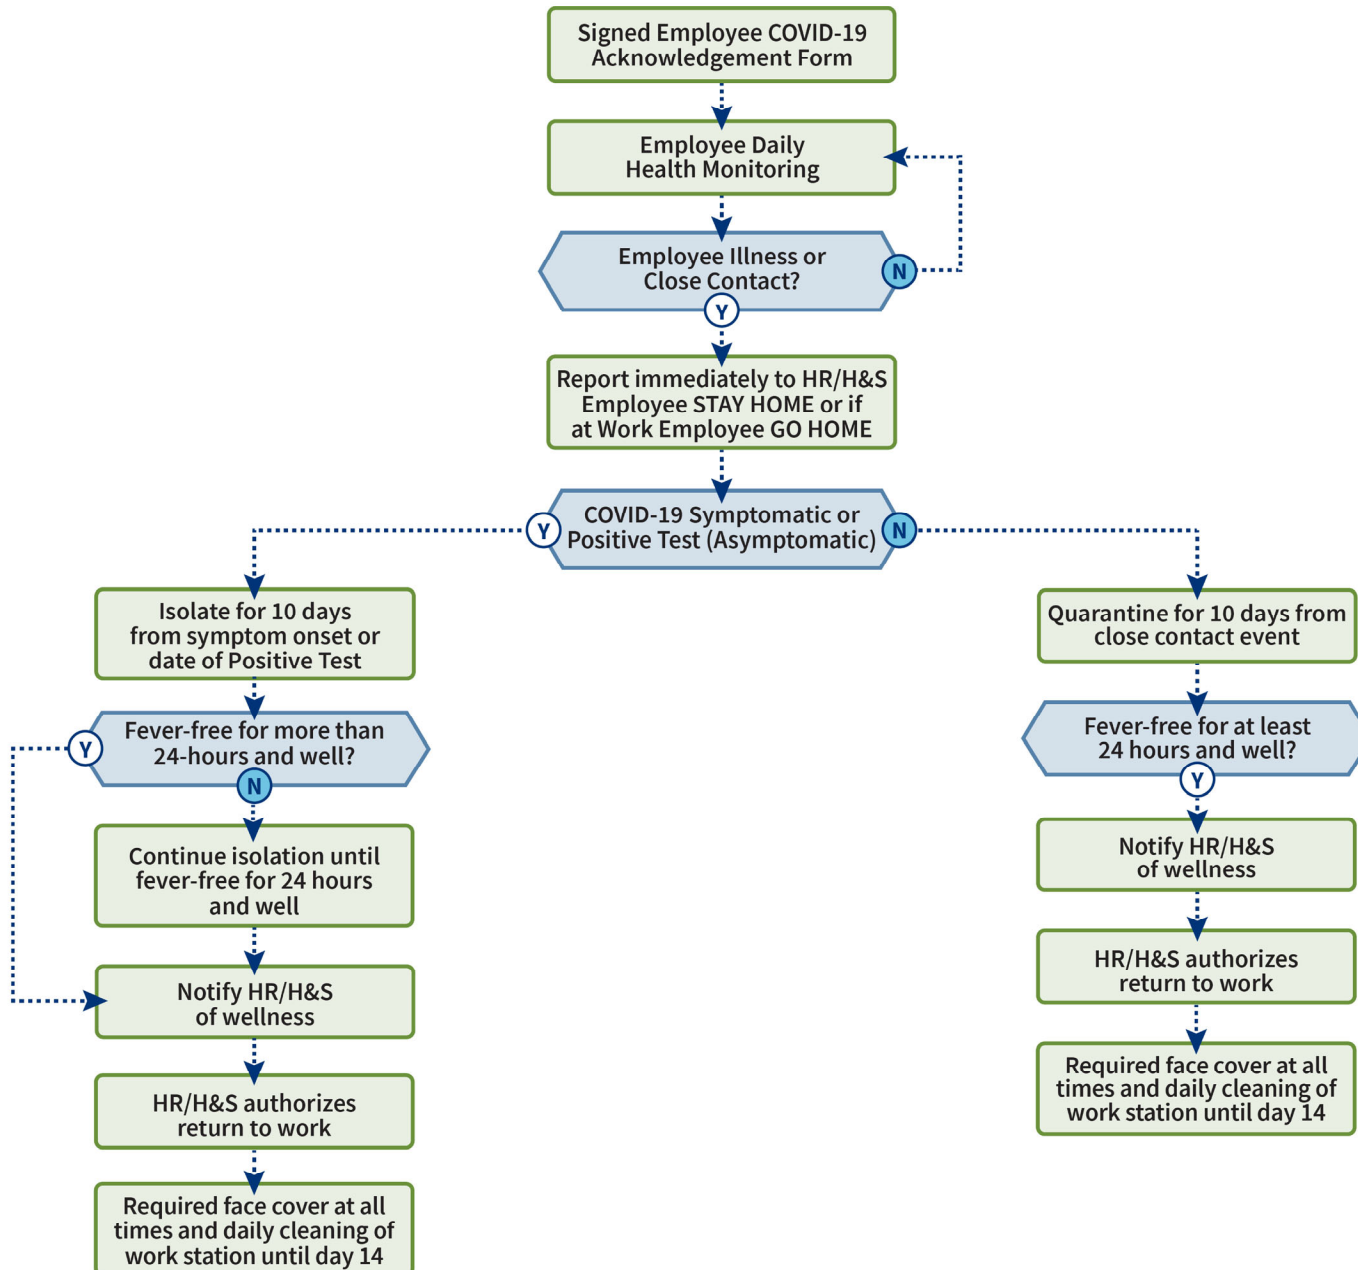 Signed Employee COVID-19
Acknowledgement Form
Employee Daily
Health Monitoring
Employee Illness or
Close Contact?
N
Y
Report immediately to HR/H&S
Employee STAY HOME or if
at Work Employee GO HOME
COVID-19 Symptomatic or
Positive Test (Asymptomatic)
Y
N
Isolate for 10 days
from symptom onset or
date of Positive Test
Fever-free for more than
24-hours and well?
Y
N
Continue isolation until
fever-free for 24 hours
and well
Notify HR/H&S
of wellness
HR/H&S authorizes
return to work
Required face cover at all
times and daily cleaning of
work station until day 14
Quarantine for 10 days from
close contact event
Fever-free for at least
24 hours and well?
Y
Notify HR/H&S
of wellness
HR/H&S authorizes
return to work
Required face cover at all
times and daily cleaning of
work station until day 14